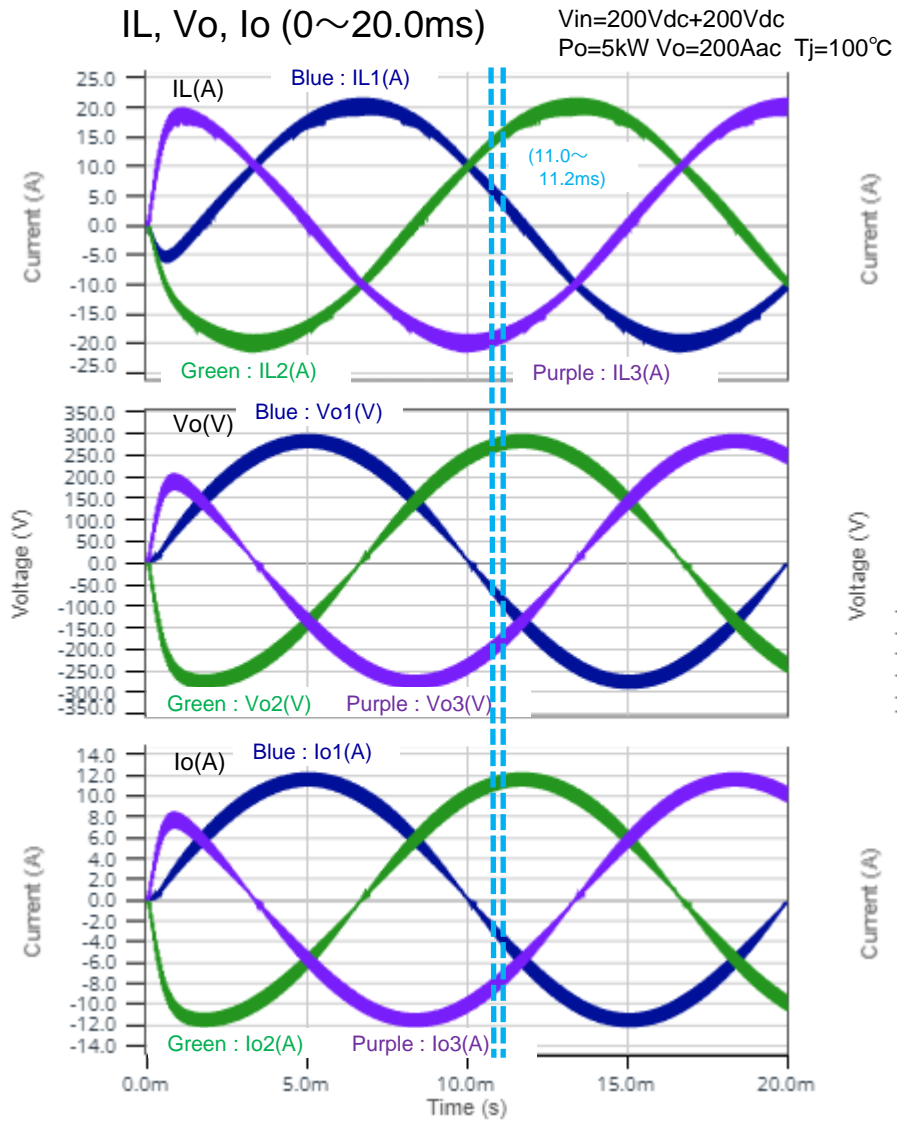 IL, Vo, Io (0～20.0ms)
Vin=200Vdc+200Vdc
Po=5kW Vo=200Aac Tj=100℃
IL(A)
Blue : IL1(A)
25.0
20.0
15.0
10.0
5.0
0.0
-5.0
-10.0
-15.0
-20.0
-25.0
Current (A)
Current (A)
(11.0～
11.2ms)
Green : IL2(A)
Purple : IL3(A)
Vo(V)
Blue : Vo1(V)
350.0
300.0
250.0
200.0
150.0
100.0
50.0
0.0
-50.0
-100.0
-150.0
-200.0
-250.0
-300.0
-350.0
Voltage (V)
Voltage (V)
Green : Vo2(V)
Purple : Vo3(V)
Io(A)
Blue : Io1(A)
14.0
12.0
10.0
8.0
6.0
4.0
2.0
0.0
-2.0
-4.0
-6.0
-8.0
-10.0
-12.0
-14.0
Current (A)
Current (A)
Green : Io2(A)
Purple : Io3(A)
0.0m
5.0m
10.0m
15.0m
20.0m
Time (s)